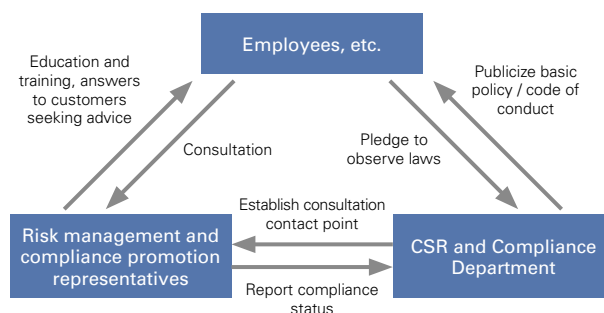 Employees, etc.
Education and
training, answers
to customers
seeking advice
Publicize basic
policy / code of
conduct
Consultation
Pledge to
observe laws
Establish consultation
contact point
Risk management and
compliance promotion
representatives
CSR and Compliance
Department
Report compliance
status